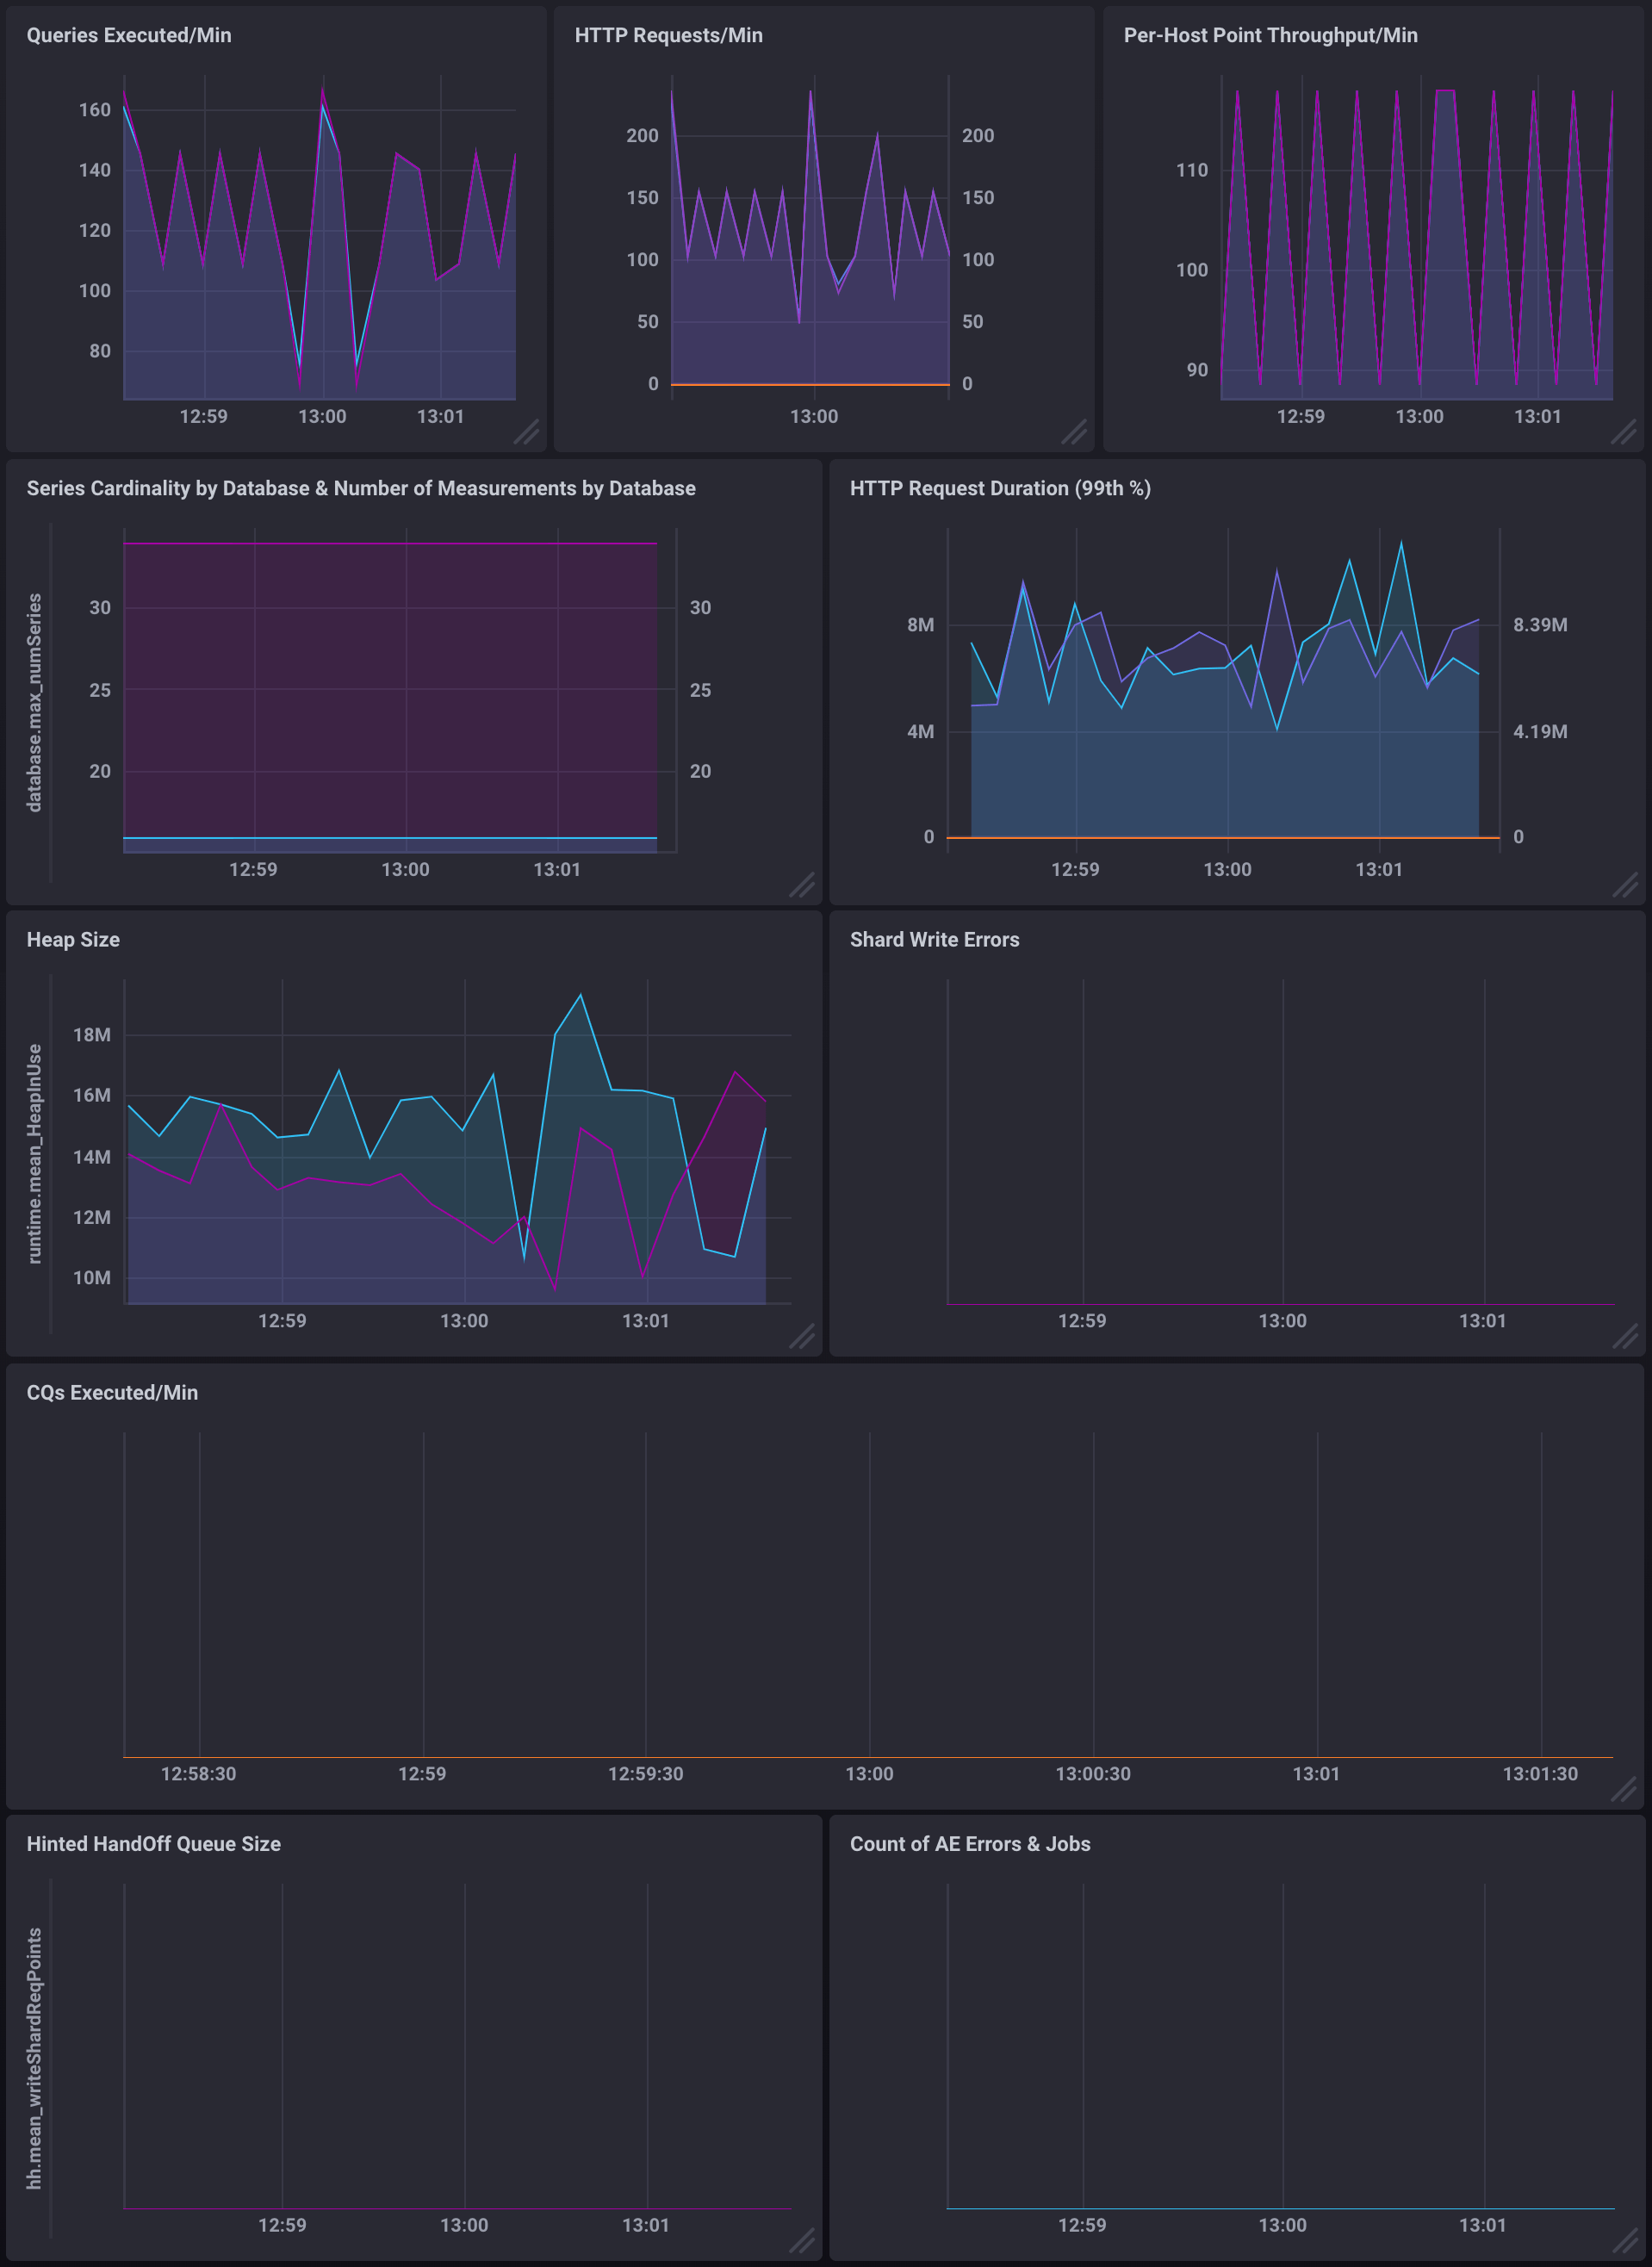 Queries Executed/Min
160
140
120
100
80
12:59 13:00 13:01
HTTP Requests/Min
200 200
150 150
100 100
50 50
0 0
13:00
Per-Host Point Throughput/Min
110
100
90
12:59 13:00 13:01
Series Cardinality by Database & Number of Measurements by Database
database.max_numSeries
30 30
25 25
20 20
12:59 13:00 13:01
HTTP Request Duration (99th %)
8M 8.39M
4M 4.19M
0 0
12:59 13:00 13:01
Heap Size
runtime.mean_HeapInUse
18M
16M
14M
12M
10M
12:59 13:00 13:01
Shard Write Errors
12:59 13:00 13:01
CQs Executed/Min
12:58:30 12:59 12:59:30 13:00 13:00:30 13:01 13:01:30
Hinted HandOff Queue Size
hh.mean_writeShardReqPoints
12:59 13:00 13:01
Count of AE Errors & Jobs
12:59 13:00 13:01